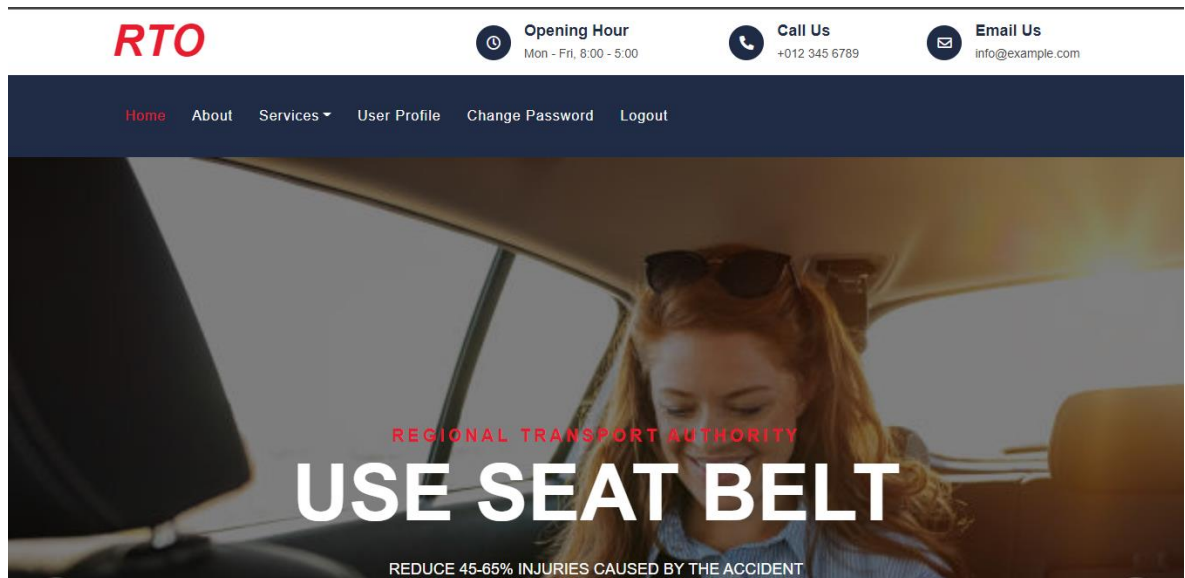 RTO
Opening Hour
Mon - Fri, 8:00 - 5:00
Call Us
+012 345 6789
Email Us
info@example.com
Home About Services User Profile Change Password Logout
REGIONAL TRANSPORT AUTHORITY
USE SEAT BELT
REDUCE 45-65% INJURIES CAUSED BY THE ACCIDENT